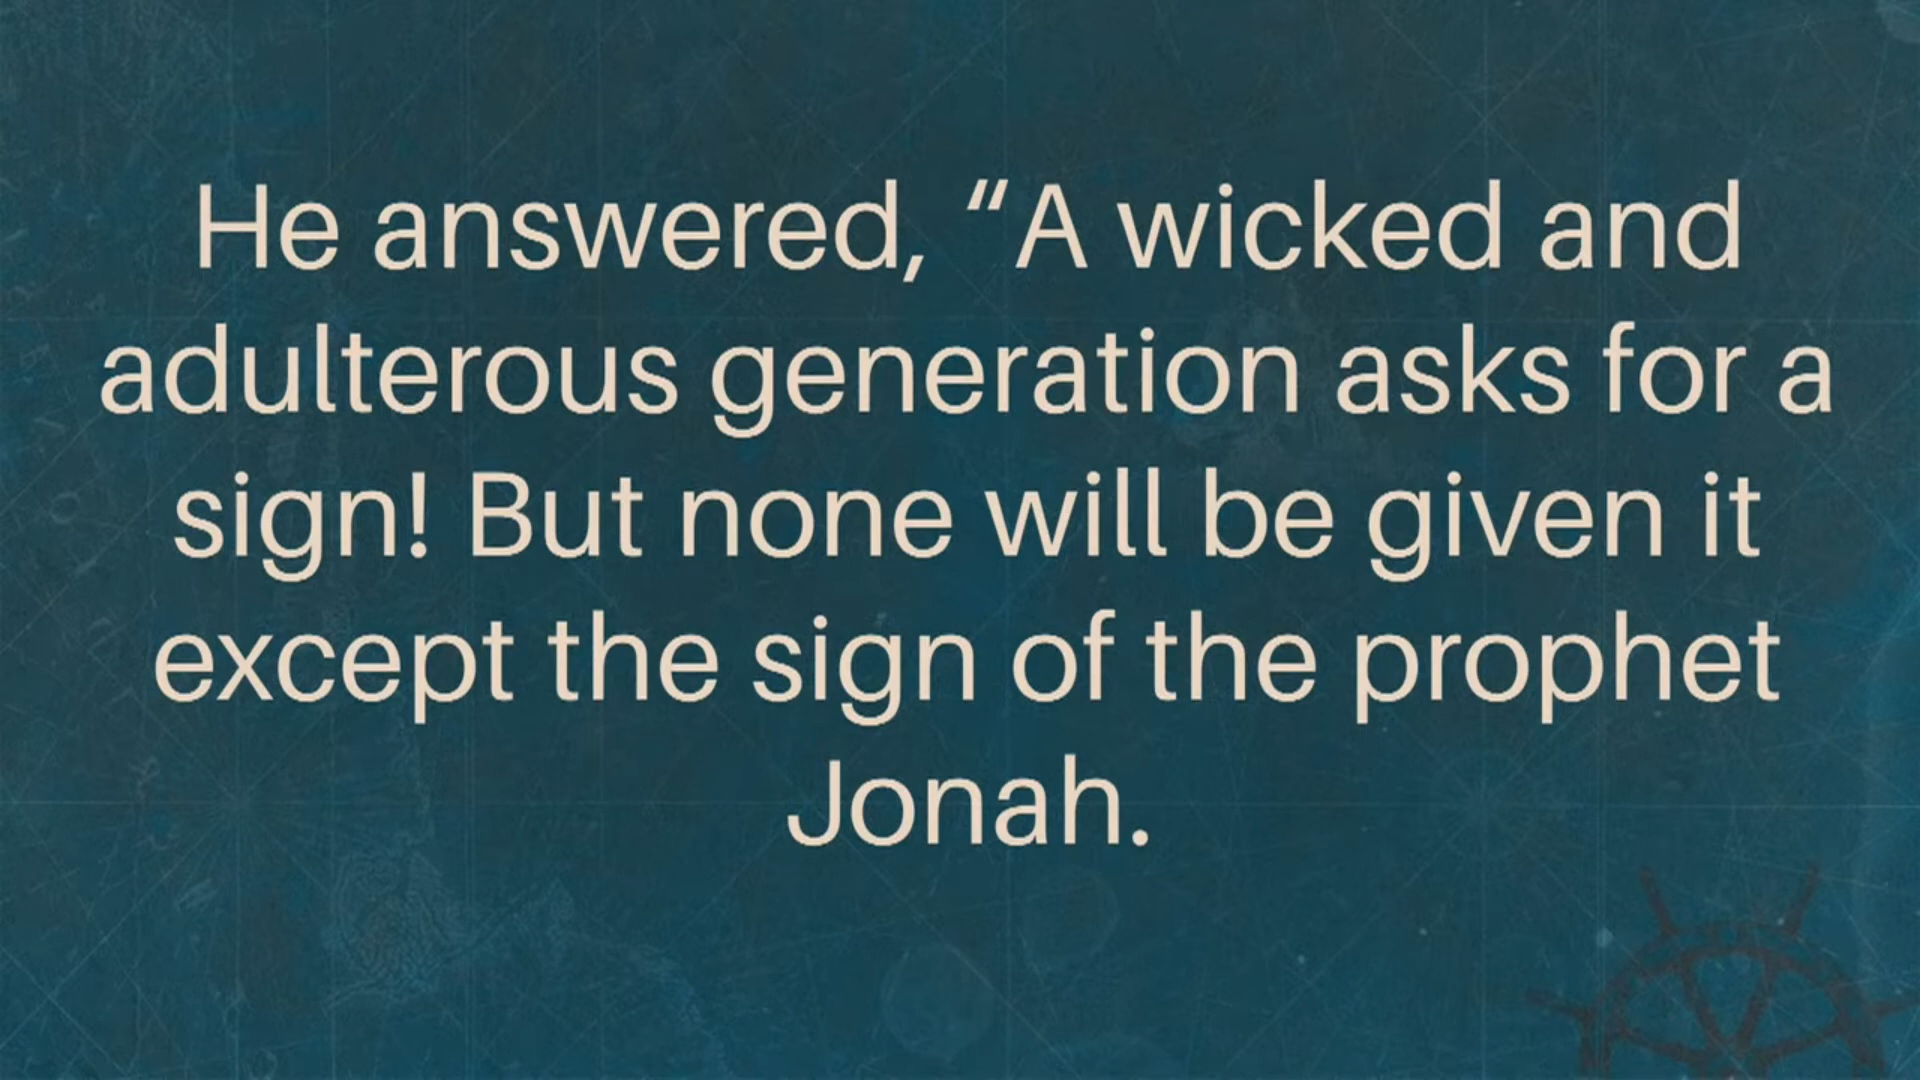 He answered, “A wicked and
adulterous generation asks for a
sign! But none will be given it
except the sign of the prophet
Jonah.